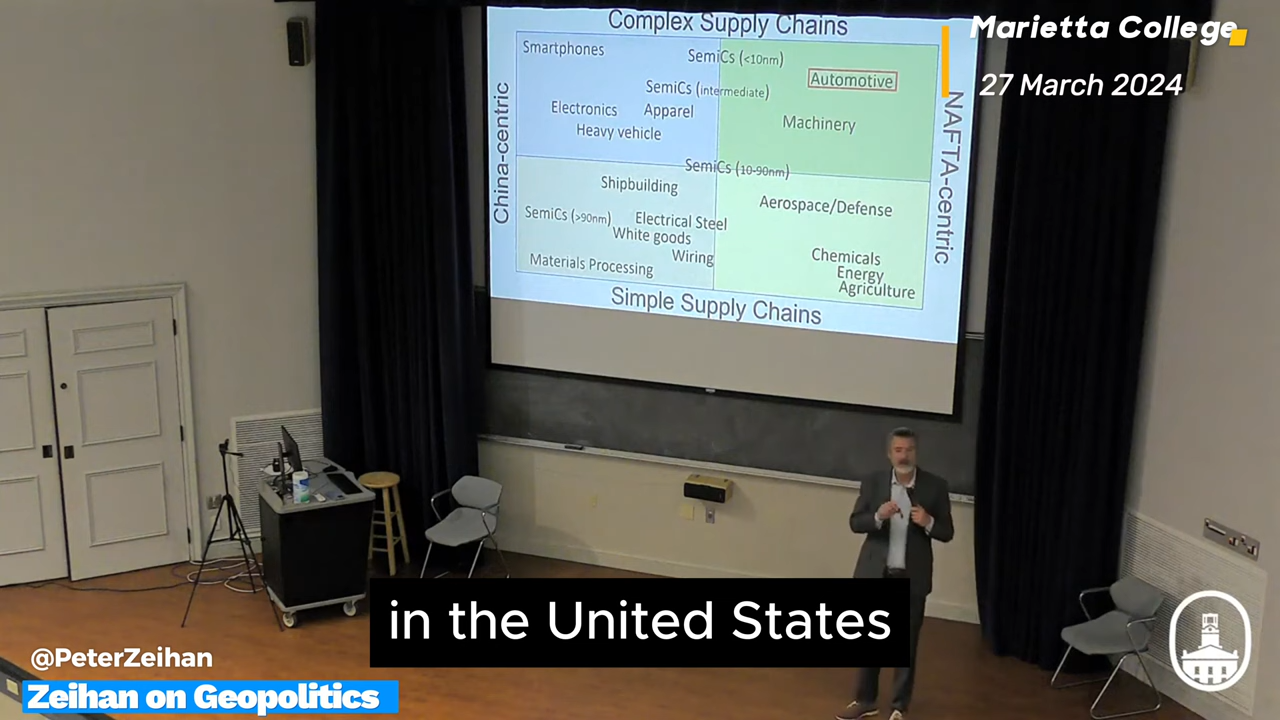 Complex Supply Chains
Marietta College
27 March 2024
China-centric
NAFTA-centric
Smartphones
SemiCs (<10nm)
Automotive
SemiCs (intermediate)
Electronics
Apparel
Machinery
Heavy vehicle
SemiCs (10-90nm)
Shipbuilding
Aerospace/Defense
SemiCs (>90nm)
Electrical Steel
White goods
Wiring
Chemicals
Materials Processing
Energy
Agriculture
Simple Supply Chains
in the United States
@PeterZeihan
Zeihan on Geopolitics